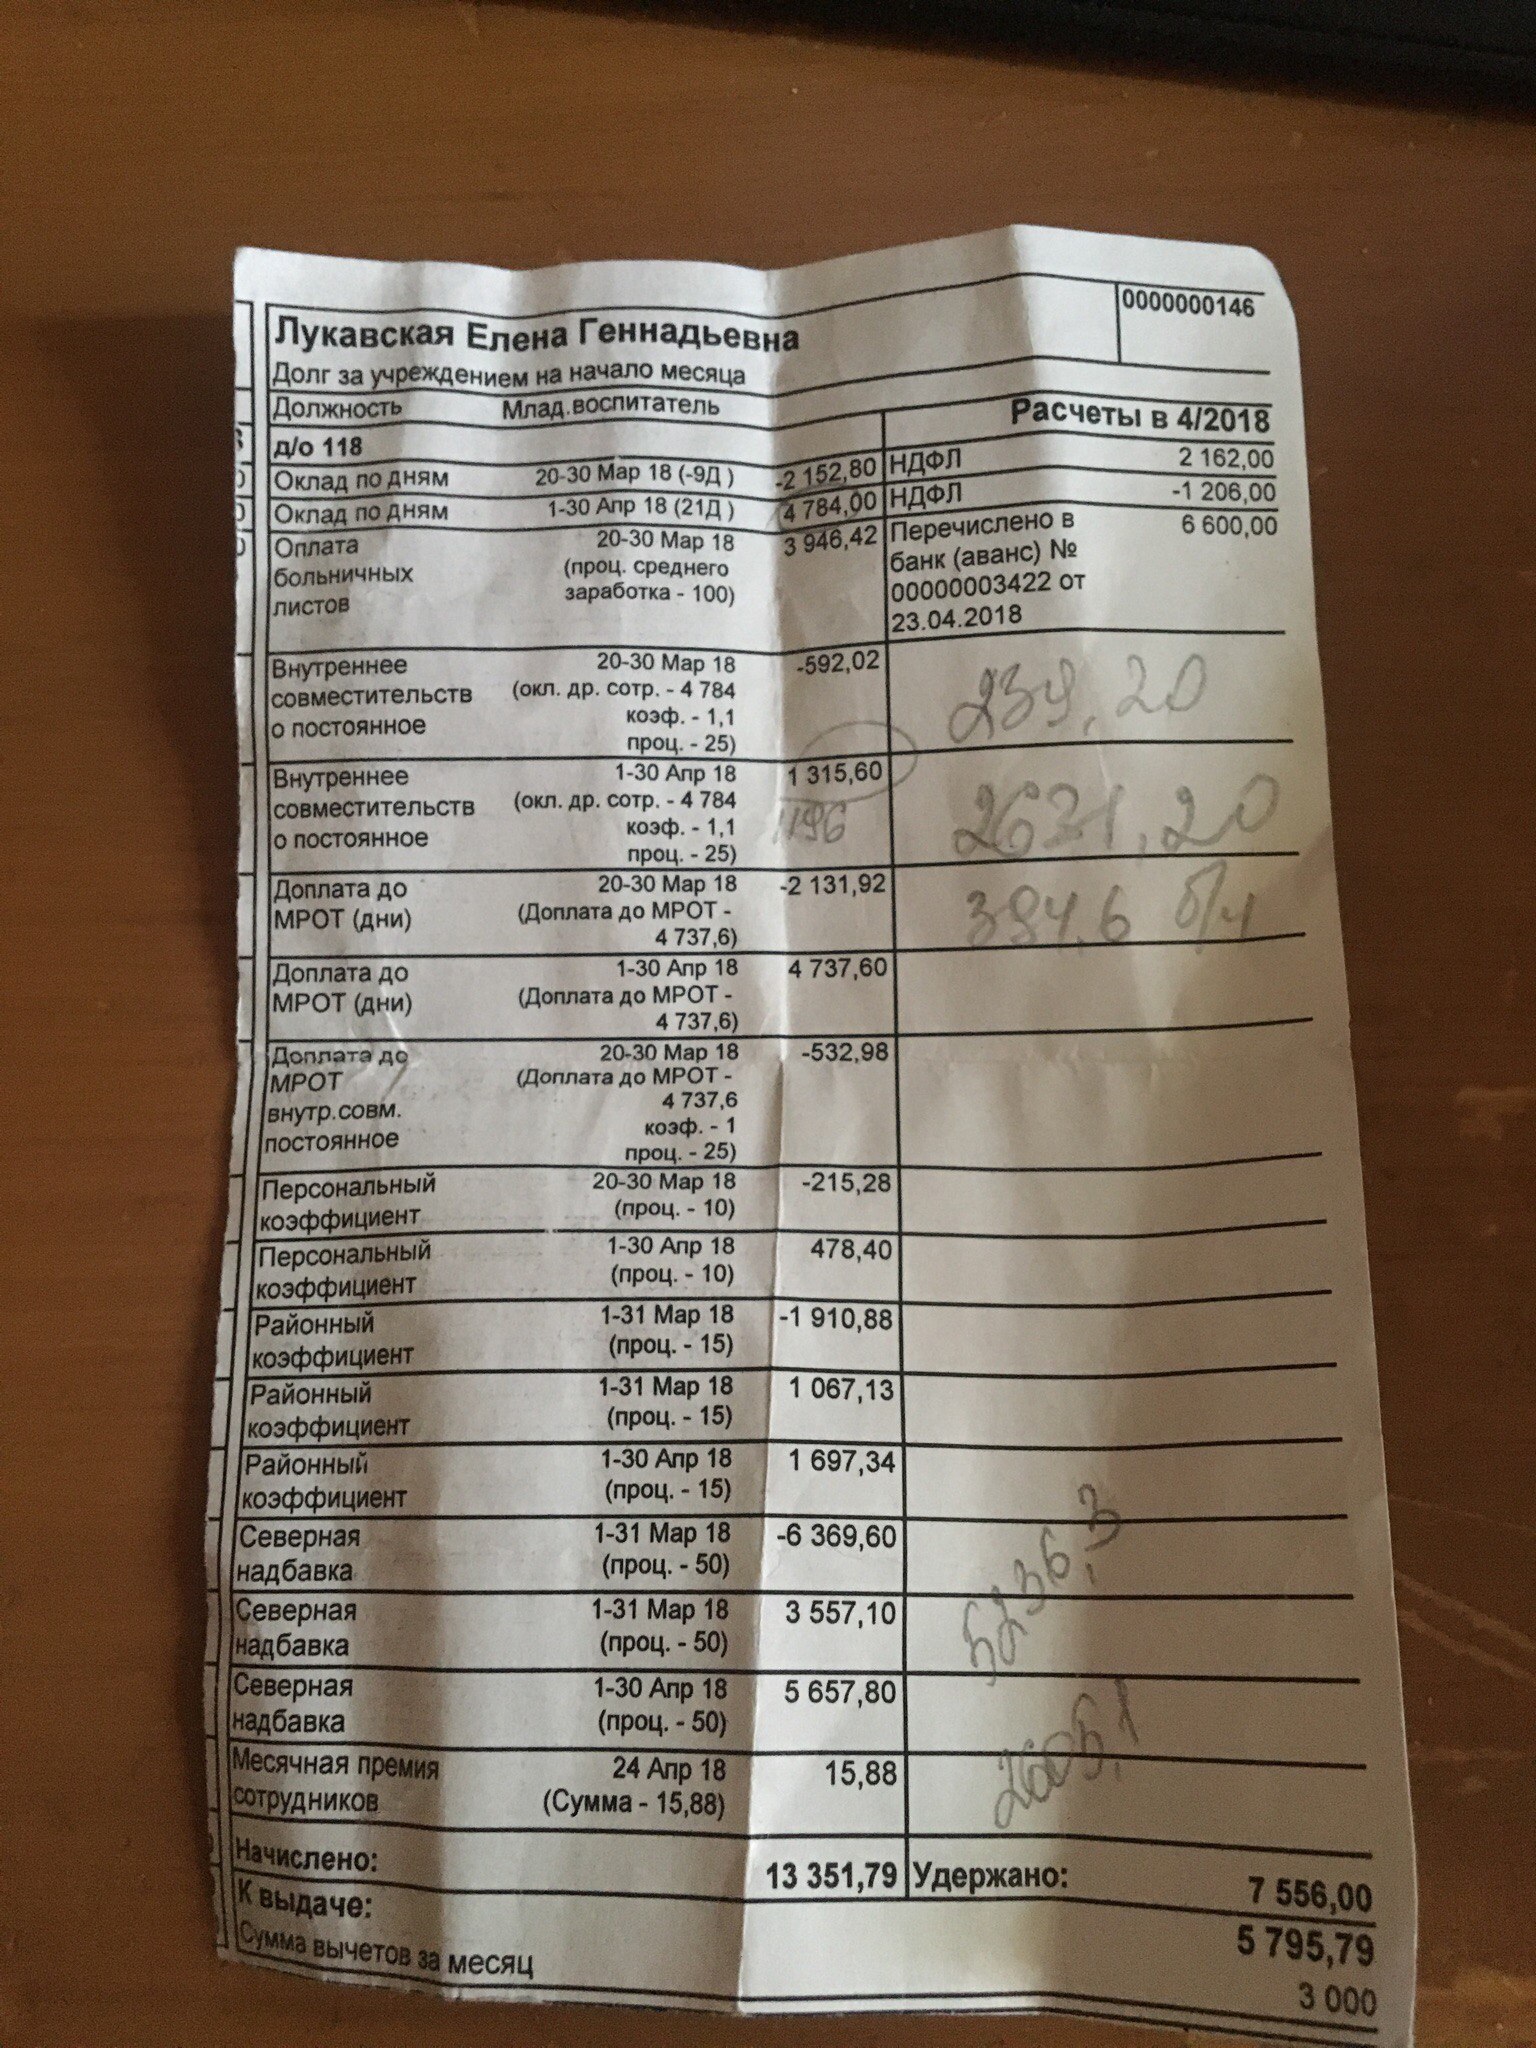 Лукавская Елена Геннадьевна 0000000146
Долг за учреждением на начало месяца
Должность Млад.воспитатель
Расчеты в 4/2018
д/о 118
Оклад по дням 20-30 Мар 18 (-9Д ) -2 152,80 НДФЛ 2 162,00
Оклад по дням 1-30 Апр 18 (21Д ) 4 784,00 НДФЛ -1 206,00
Оплата 20-30 Мар 18 3 946,42 Перечислено в 6 600,00
больничных (проц. среднего банк (аванс) №
листов заработка - 100) 00000003422 от
23.04.2018
Внутреннее 20-30 Мар 18 -592,02
совместительств (окл. др. сотр. - 4 784 239,20
о постоянное коэф. - 1,1
проц. - 25)
Внутреннее 1-30 Апр 18 1 315,60
совместительств (окл. др. сотр. - 4 784 1196 2631,20
о постоянное коэф. - 1,1
проц. - 25)
Доплата до 20-30 Мар 18 -2 131,92
МРОТ (дни) (Доплата до МРОТ - 394.6
4 737,6)
Доплата до 1-30 Апр 18 4 737,60
МРОТ (дни) (Доплата до МРОТ -
4 737,6)
Доплата до 20-30 Мар 18 -532,98
МРОТ (Доплата до МРОТ -
внутр.совм. 4 737,6
постоянное коэф. - 1
проц. - 25)
Персональный 20-30 Мар 18 -215,28
коэффициент (проц. - 10)
Персональный 1-30 Апр 18 478,40
коэффициент (проц. - 10)
Районный 1-31 Мар 18 -1 910,88
коэффициент (проц. - 15)
Районный 1-31 Мар 18 1 067,13
коэффициент (проц. - 15)
Районный 1-30 Апр 18 1 697,34
коэффициент (проц. - 15)
Северная 1-31 Мар 18 -6 369,60
надбавка (проц. - 50) 5236,3
Северная 1-31 Мар 18 3 557,10
надбавка (проц. - 50)
Северная 1-30 Апр 18 5 657,80
надбавка (проц. - 50)
Месячная премия 24 Апр 18 15,88 2605,1
сотрудников (Сумма - 15,88)
Начислено: 13 351,79 Удержано: 7 556,00
К выдаче: 5 795,79
Сумма вычетов за месяц 3 000